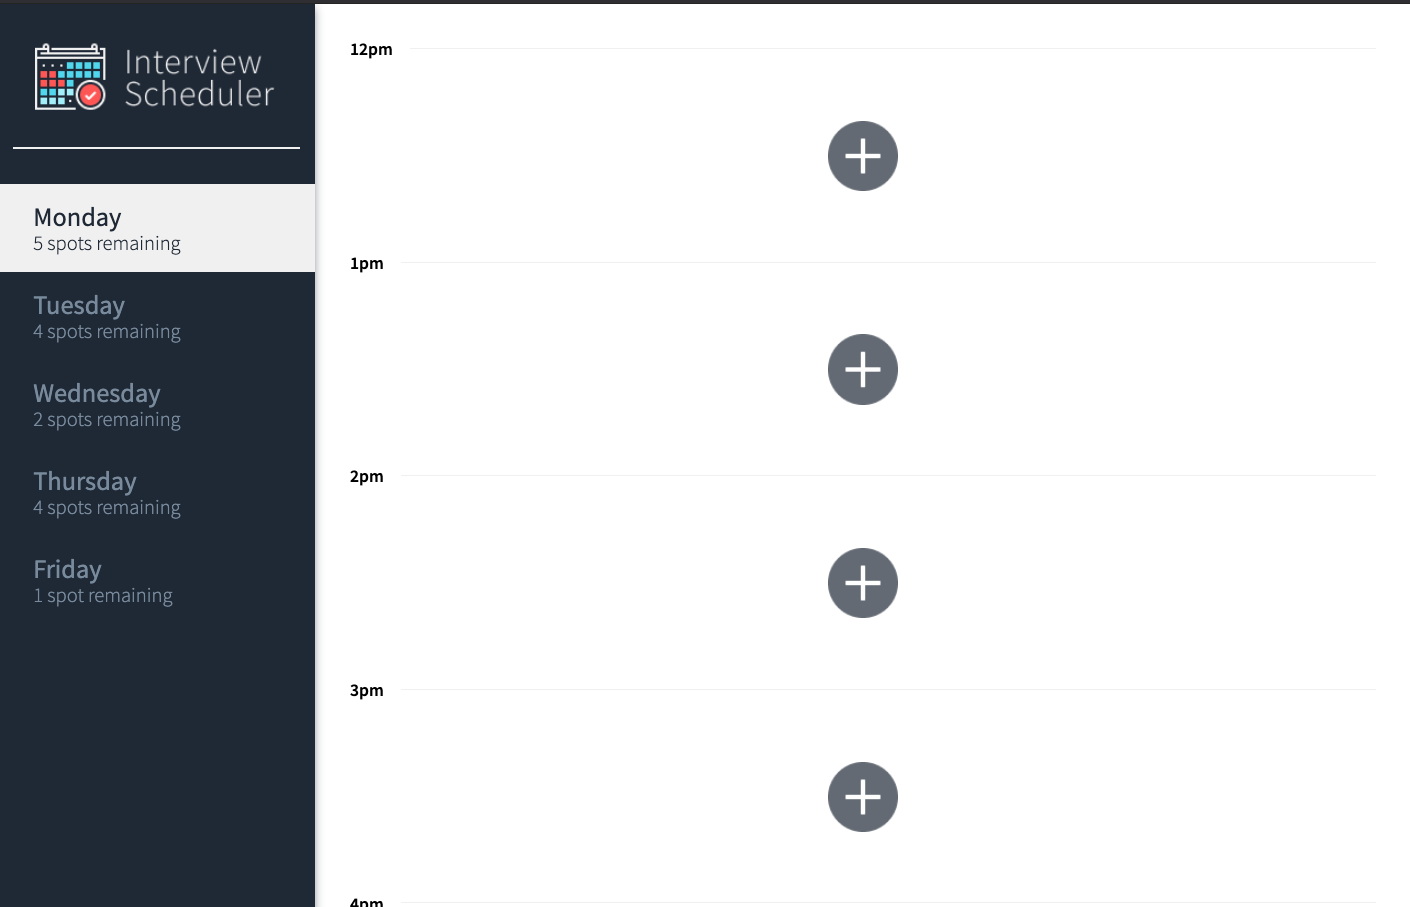 Interview
Scheduler
Monday
5 spots remaining
Tuesday
4 spots remaining
Wednesday
2 spots remaining
Thursday
4 spots remaining
Friday
1 spot remaining
12pm
1pm
2pm
3pm
4pm